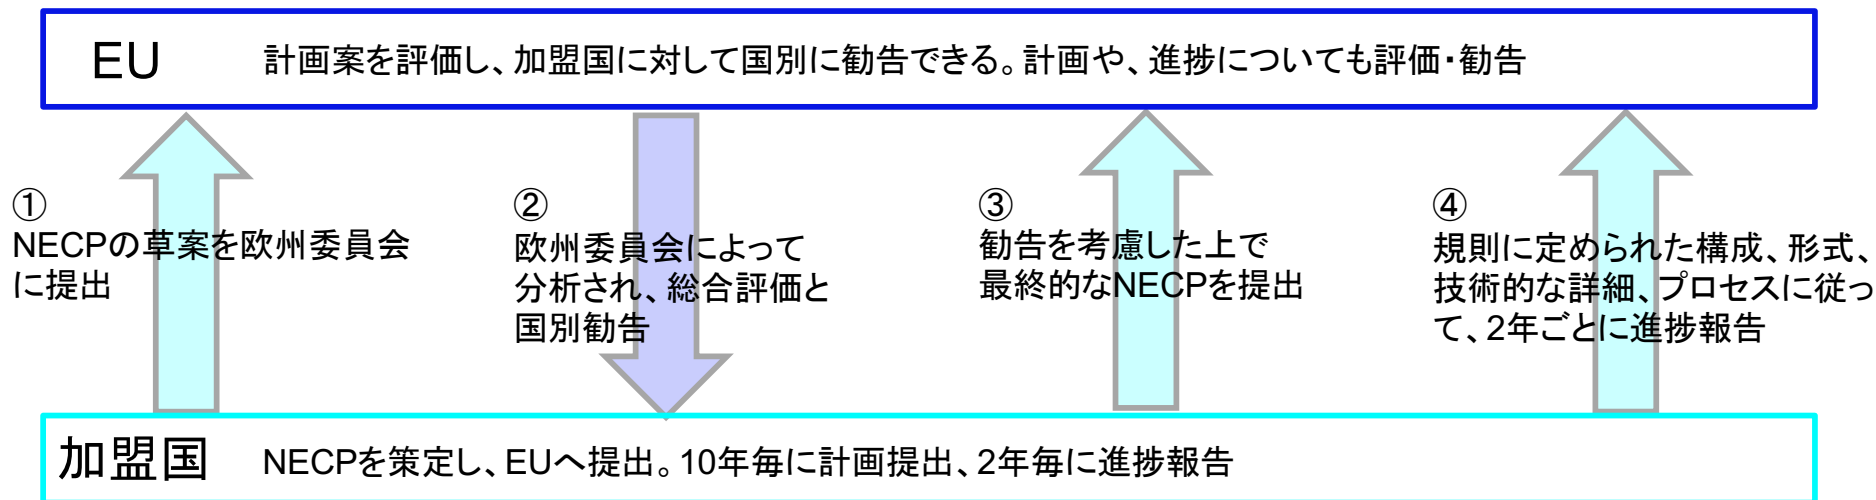 EU
計画案を評価し、加盟国に対して国別に勧告できる。計画や、進捗についても評価・勧告
①
NECPの草案を欧州委員会
に提出
②
欧州委員会によって
分析され、総合評価と
国別勧告
③
勧告を考慮した上で
最終的なNECPを提出
④
規則に定められた構成、形式、
技術的な詳細、プロセスに従っ
て、2年ごとに進捗報告
加盟国
NECPを策定し、EUへ提出。10年毎に計画提出、2年毎に進捗報告